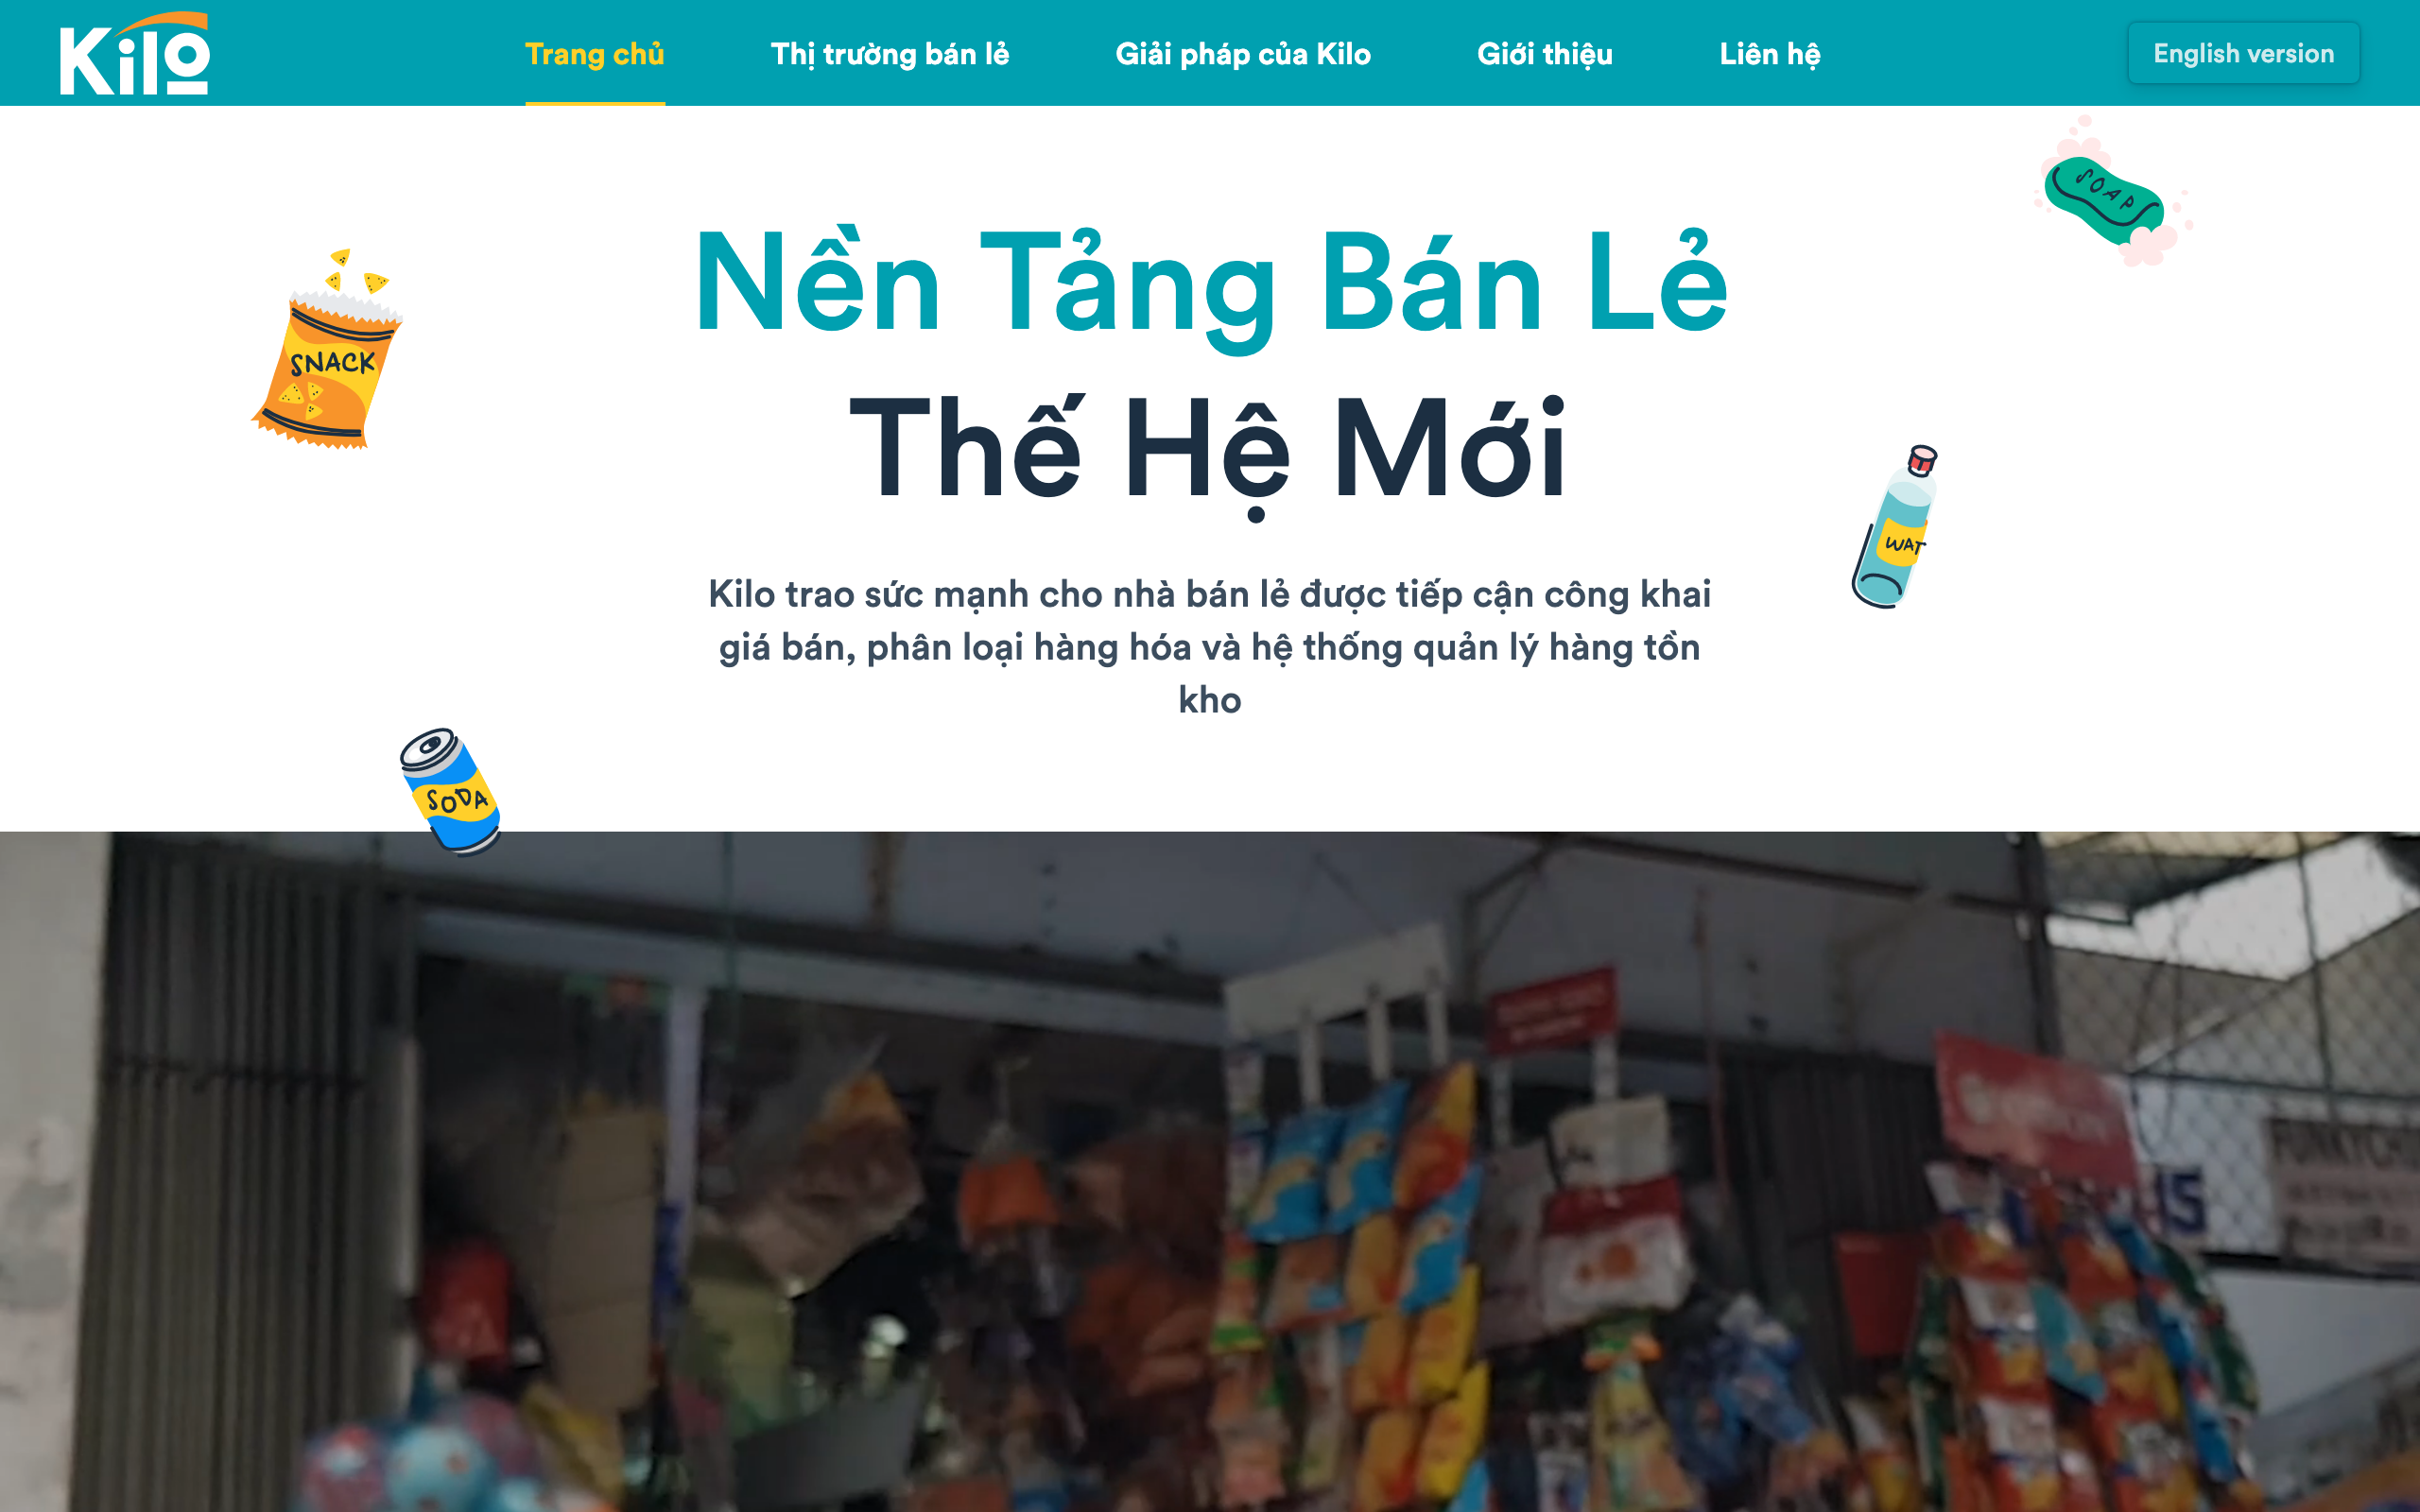 Kilo
Trang chủ
Thị trường bán lẻ
Giải pháp của Kilo
Giới thiệu
Liên hệ
English version
SOAP
Nền Tảng Bán Lẻ
SNACK
Thế Hệ Mới
WAT
Kilo trao sức mạnh cho nhà bán lẻ được tiếp cận công khai
giá bán, phân loại hàng hóa và hệ thống quản lý hàng tồn
kho
SODA